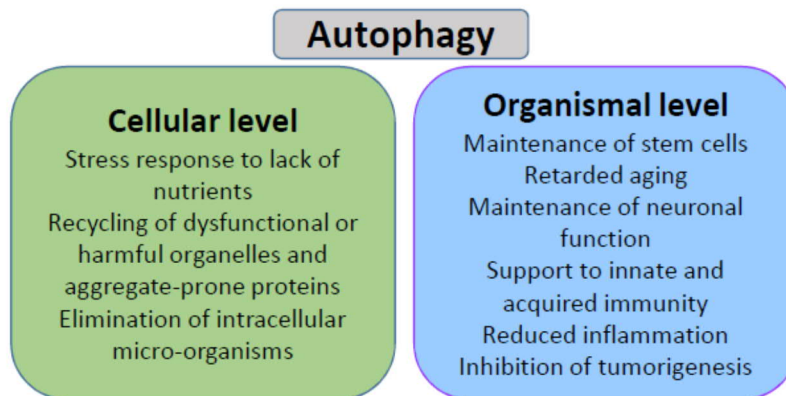 Autophagy
Cellular level
Stress response to lack of
nutrients
Recycling of dysfunctional or
harmful organelles and
aggregate-prone proteins
Elimination of intracellular
micro-organisms
Organismal level
Maintenance of stem cells
Retarded aging
Maintenance of neuronal
function
Support to innate and
acquired immunity
Reduced inflammation
Inhibition of tumorigenesis